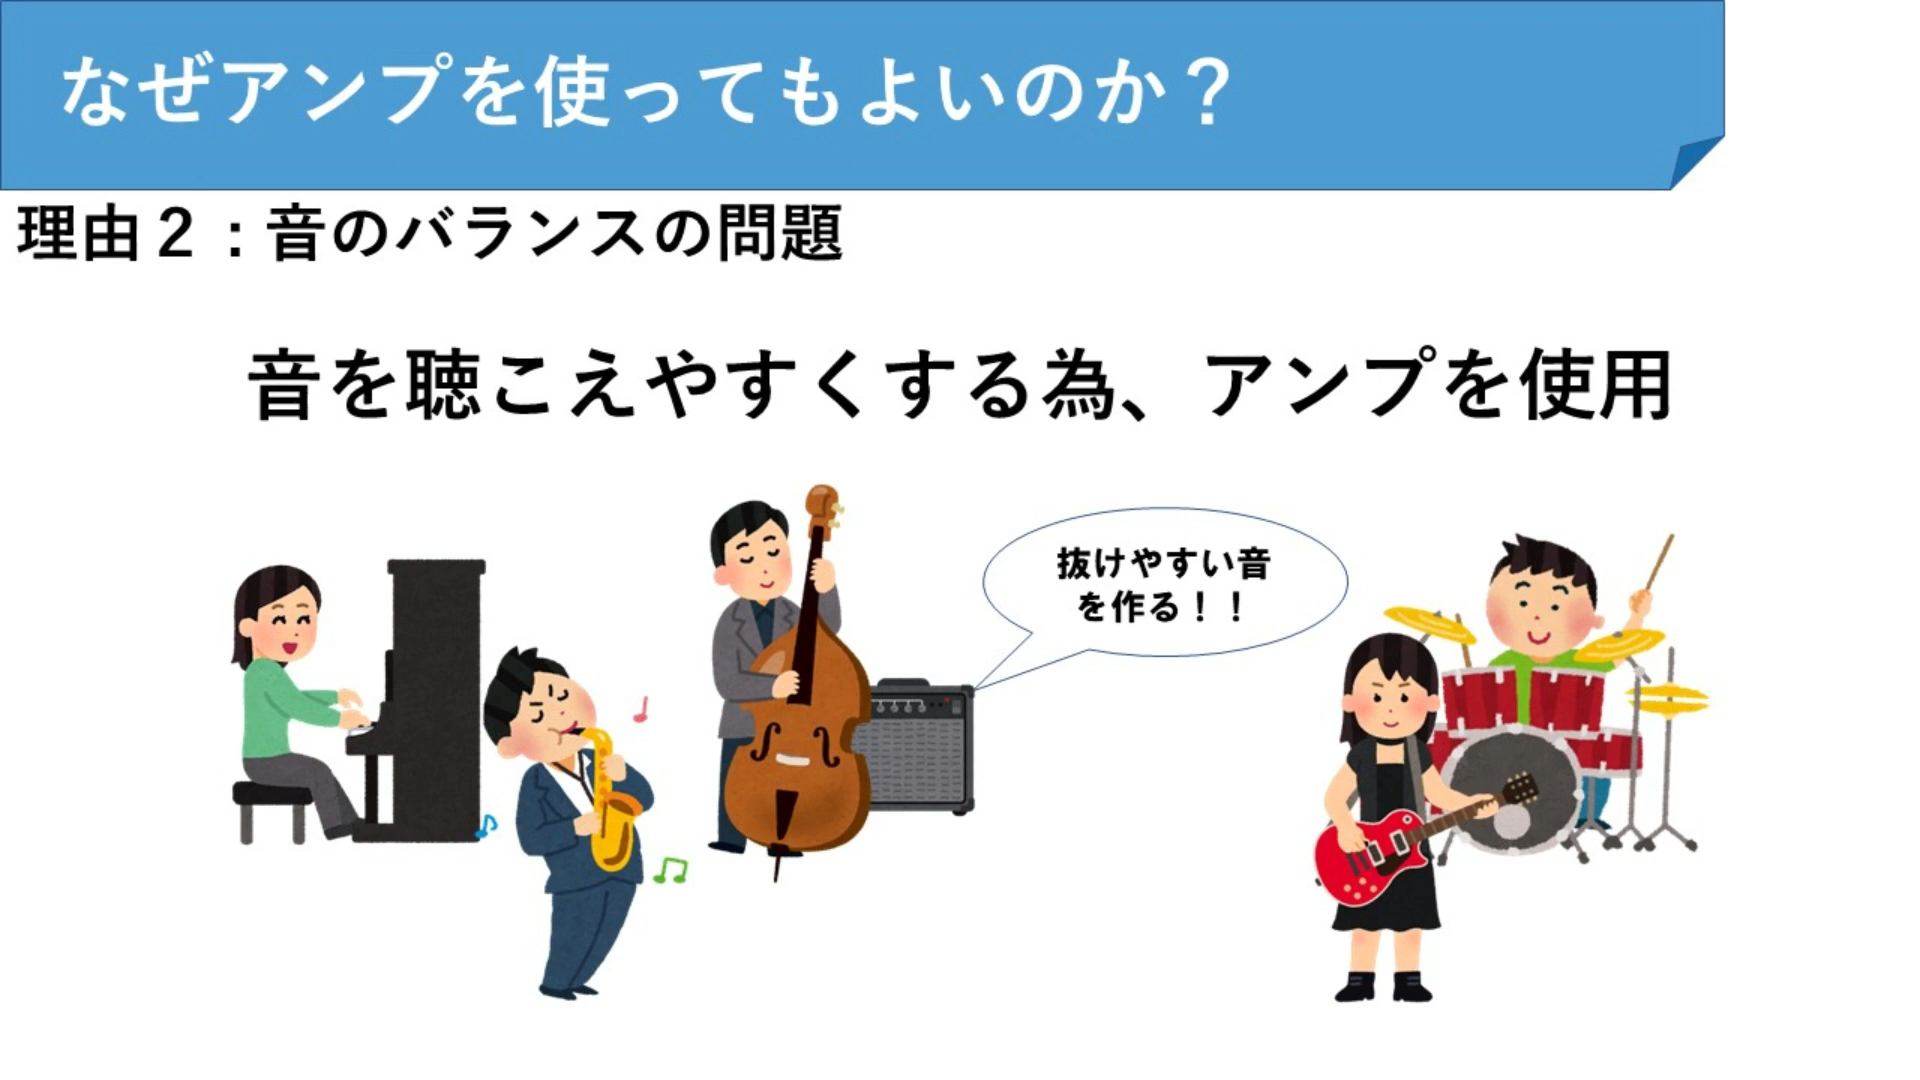 なぜアンプを使ってもよいのか？
理由２：音のバランスの問題
音を聴こえやすくする為、アンプを使用
抜けやすい音
を作る！！